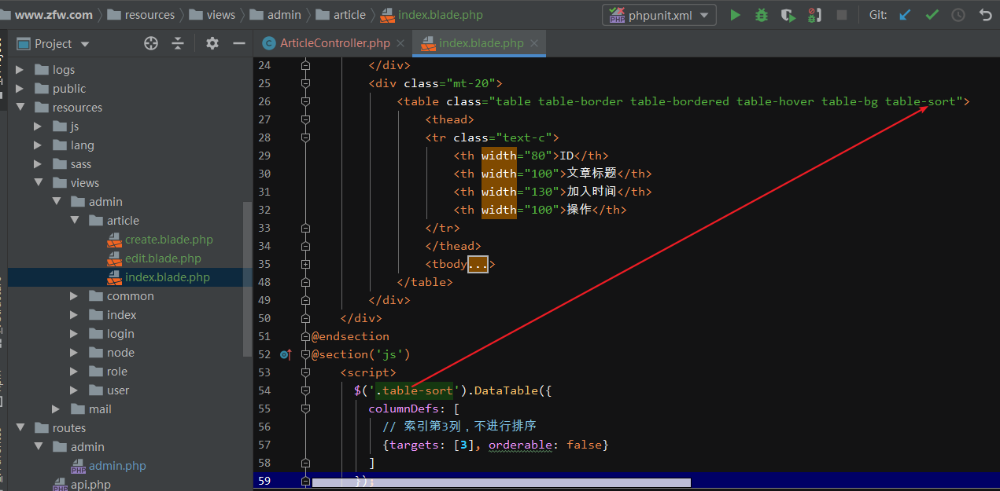 www.zfw.com resources views admin article index.blade.php phpunit.xml Git:
Project ArticleController.php index.blade.php
logs
public
resources
js
lang
sass
views
admin
article
create.blade.php
edit.blade.php
index.blade.php
common
index
login
node
role
user
mail
routes
admin
admin.php
api.php
24 </div>
25 <div class="mt-20">
26 <table class="table table-border table-bordered table-hover table-bg table-sort">
27 <thead>
28 <tr class="text-c">
29 <th width="80">ID</th>
30 <th width="100">文章标题</th>
31 <th width="130">加入时间</th>
32 <th width="100">操作</th>
33 </tr>
34 </thead>
35 <tbody...>
48 </table>
49 </div>
50 </div>
51 @endsection
52 @section('js')
53 <script>
54 $('.table-sort').DataTable({
55 columnDefs: [
56 // 索引第3列，不进行排序
57 {targets: [3], orderable: false}
58 ]
59 });